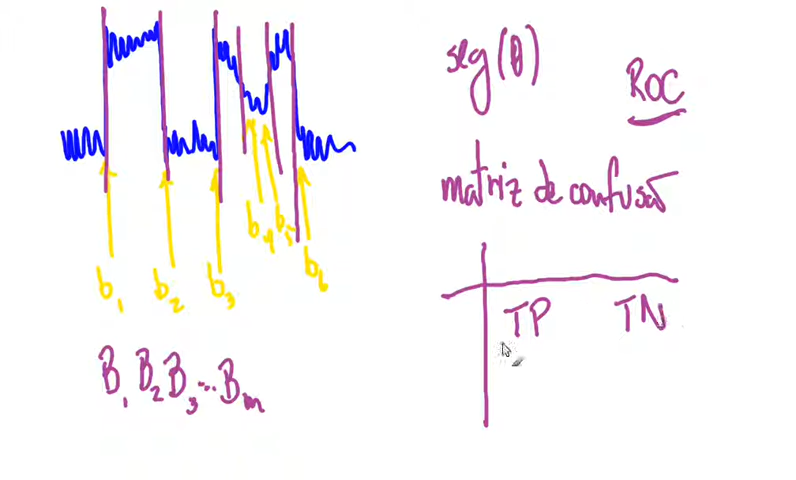 b₁ b₂ b₃ b₄ b₅ b₆
B₁ B₂ B₃ ... Bₘ
seg(θ)
ROC
matriz de confusão
TP TN